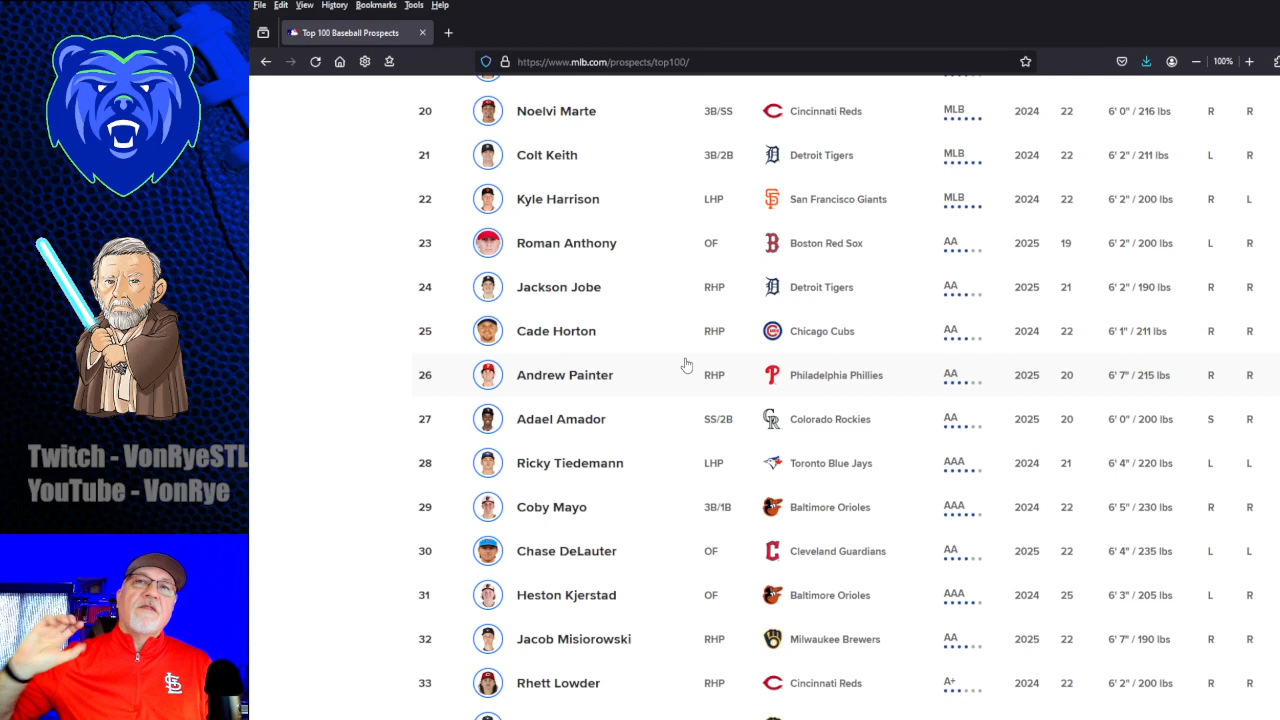 File Edit View History Bookmarks Tools Help
Top 100 Baseball Prospects
https://www.mlb.com/prospects/top100/
100%
20 Noelvi Marte 3B/SS Cincinnati Reds MLB 2024 22 6' 0" / 216 lbs R R
21 Colt Keith 3B/2B Detroit Tigers MLB 2024 22 6' 2" / 211 lbs L R
22 Kyle Harrison LHP San Francisco Giants MLB 2024 22 6' 2" / 200 lbs R L
23 Roman Anthony OF Boston Red Sox AA 2025 19 6' 2" / 200 lbs L R
24 Jackson Jobe RHP Detroit Tigers AA 2025 21 6' 2" / 190 lbs R R
25 Cade Horton RHP Chicago Cubs AA 2024 22 6' 1" / 211 lbs R R
26 Andrew Painter RHP Philadelphia Phillies AA 2025 20 6' 7" / 215 lbs R R
27 Adael Amador SS/2B Colorado Rockies AA 2025 20 6' 0" / 200 lbs S R
28 Ricky Tiedemann LHP Toronto Blue Jays AAA 2024 21 6' 4" / 220 lbs L L
29 Coby Mayo 3B/1B Baltimore Orioles AAA 2024 22 6' 5" / 230 lbs R R
30 Chase DeLauter OF Cleveland Guardians AA 2025 22 6' 4" / 235 lbs L L
31 Heston Kjerstad OF Baltimore Orioles AAA 2024 25 6' 3" / 205 lbs L R
32 Jacob Misiorowski RHP Milwaukee Brewers AA 2025 22 6' 7" / 190 lbs R R
33 Rhett Lowder RHP Cincinnati Reds A+ 2024 22 6' 2" / 200 lbs R R
Twitch - VonRyeSTL
YouTube - VonRye